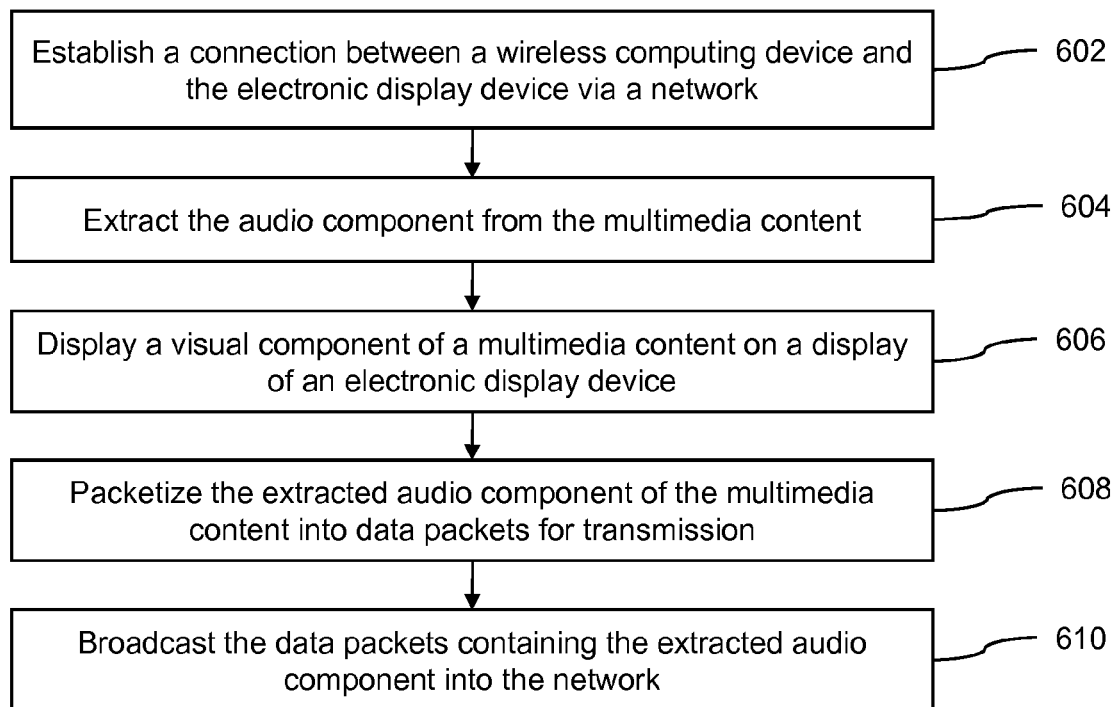 Establish a connection between a wireless computing device and
the electronic display device via a network
602
Extract the audio component from the multimedia content
604
Display a visual component of a multimedia content on a display
of an electronic display device
606
Packetize the extracted audio component of the multimedia
content into data packets for transmission
608
Broadcast the data packets containing the extracted audio
component into the network
610